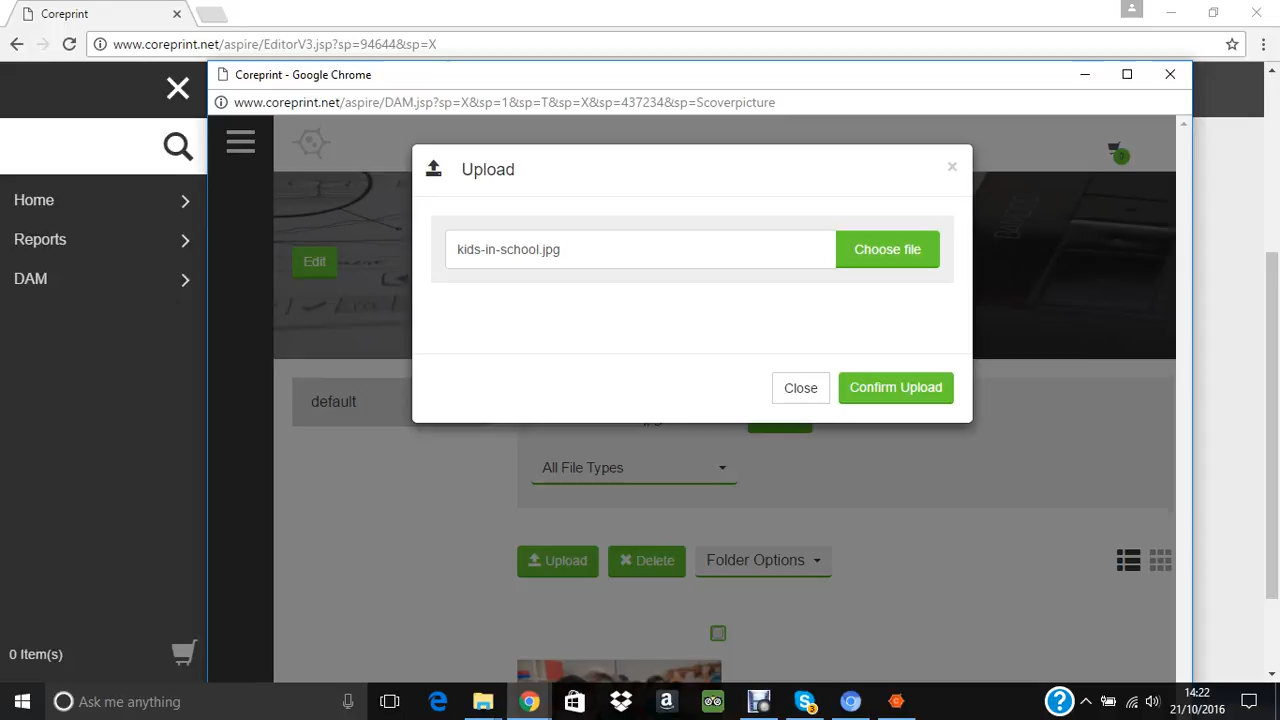 Coreprint
www.coreprint.net/aspire/EditorV3.jsp?sp=94644&sp=X
Coreprint - Google Chrome
www.coreprint.net/aspire/DAM.jsp?sp=X&sp=1&sp=T&sp=X&sp=437234&sp=Scoverpicture
Upload
×
0
Home
Reports
DAM
kids-in-school.jpg
Choose file
Edit
Close
Confirm Upload
default
All File Types
Upload
Delete
Folder Options
0 Item(s)
Ask me anything
3
14:22
21/10/2016